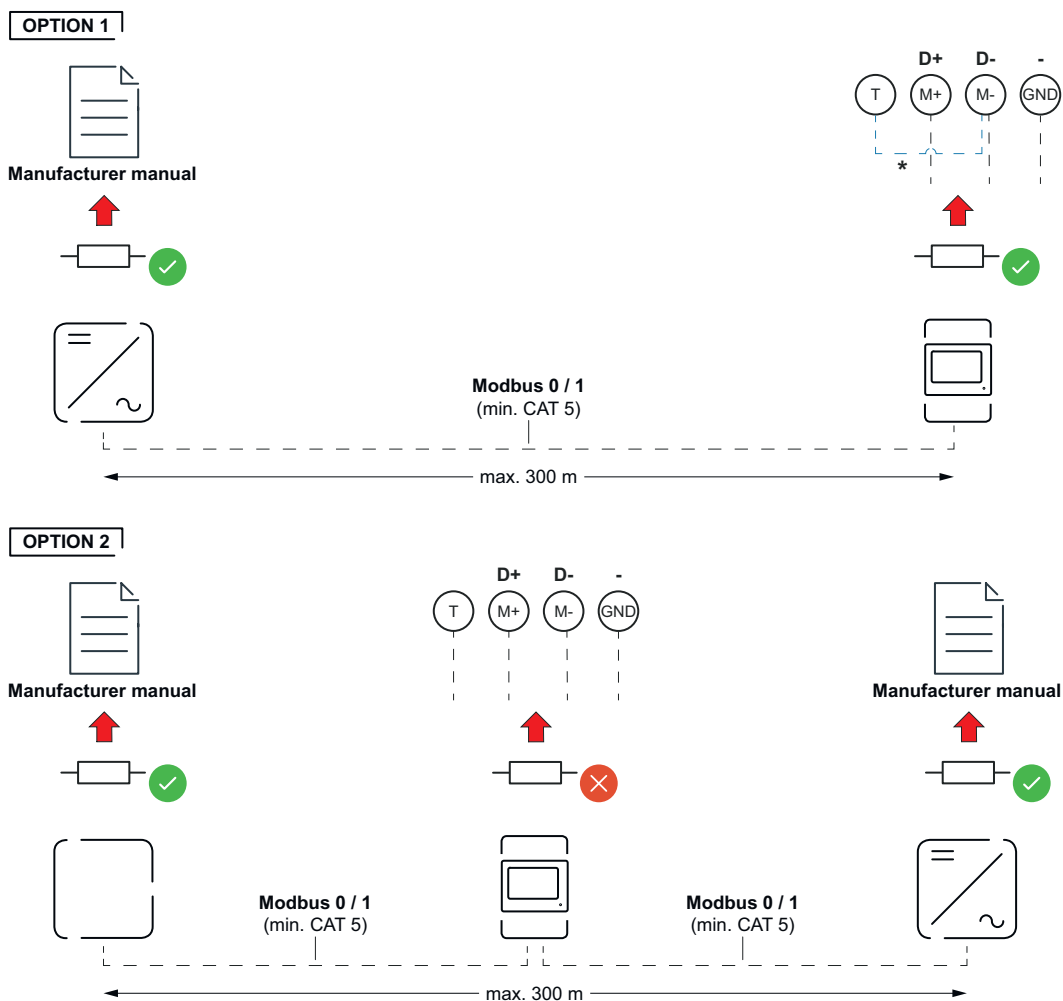 OPTION 1
D+ D- -
T M+ M- GND
*
Manufacturer manual
Modbus 0 / 1
(min. CAT 5)
max. 300 m
OPTION 2
D+ D- -
T M+ M- GND
Manufacturer manual
Manufacturer manual
Modbus 0 / 1
(min. CAT 5)
Modbus 0 / 1
(min. CAT 5)
max. 300 m